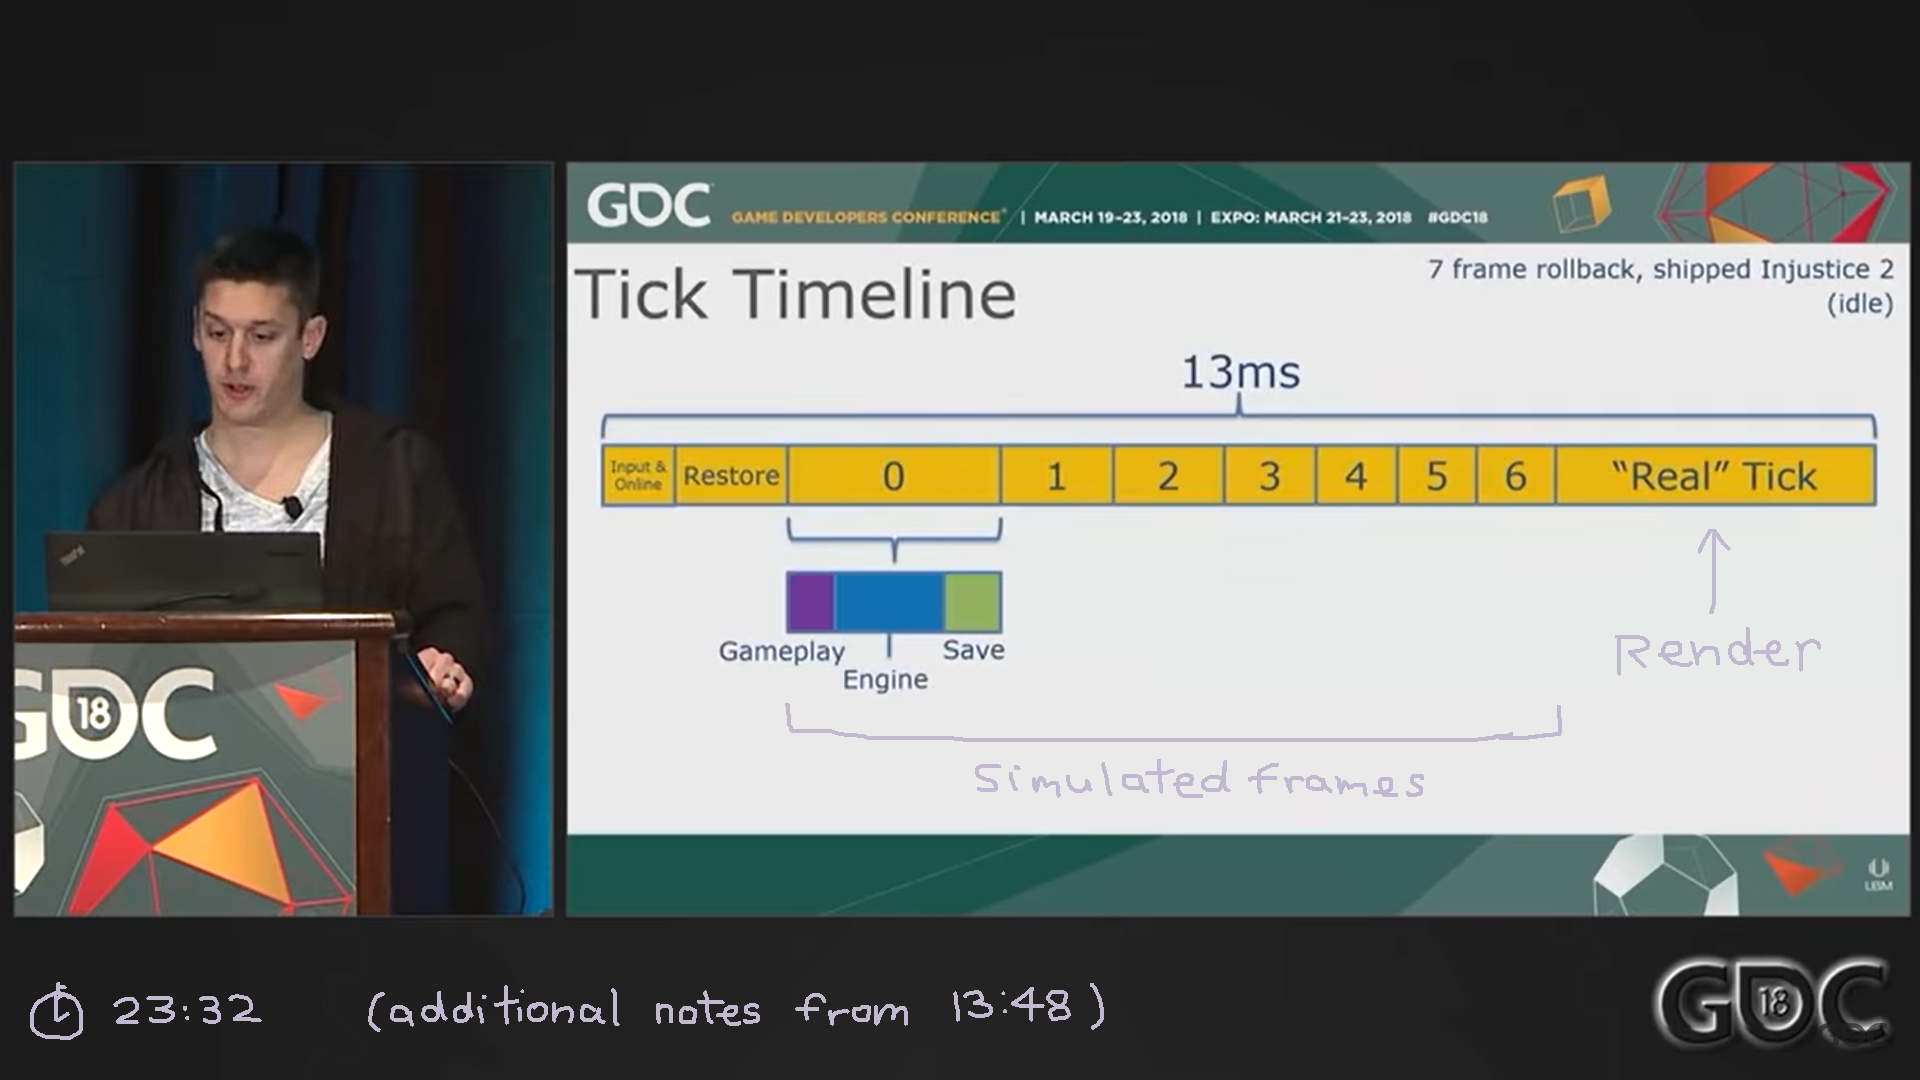 GDC
GAME DEVELOPERS CONFERENCE® | MARCH 19-23, 2018 | EXPO: MARCH 21-23, 2018 #GDC18
Tick Timeline
7 frame rollback, shipped Injustice 2
(idle)
13ms
Input & Online Restore 0 1 2 3 4 5 6 “Real” Tick
Gameplay
Engine
Save
Render
Simulated frames
UBM
ThinkPad
GDC
18
23:32 (additional notes from 13:48)
GDC
18